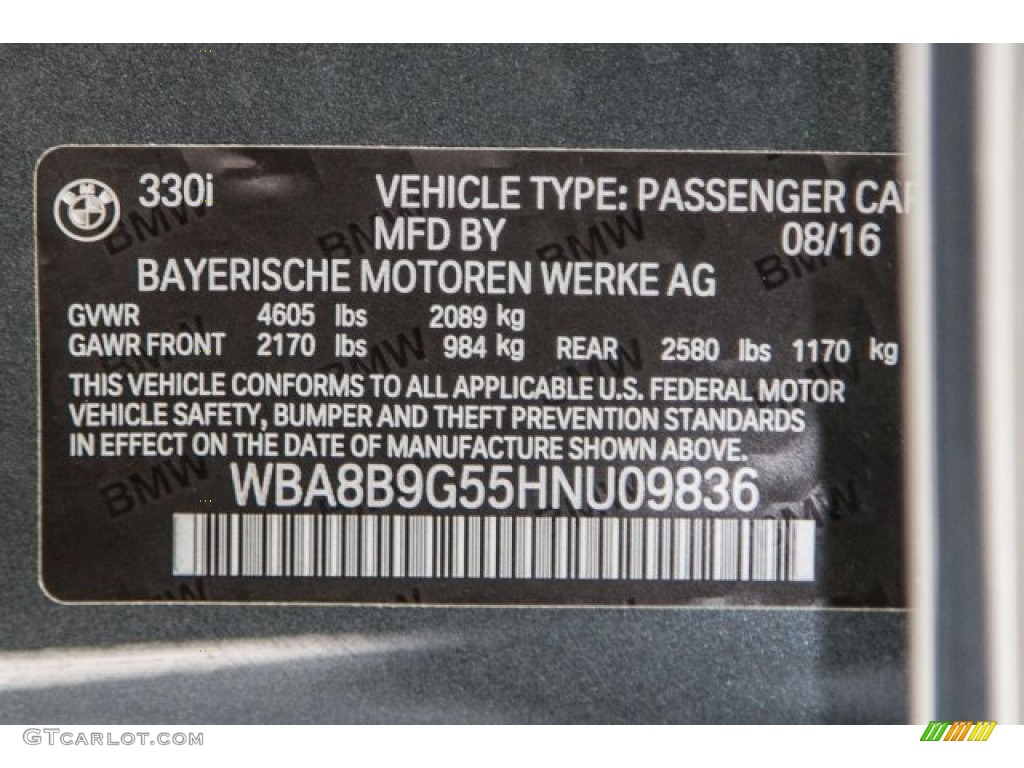 330i VEHICLE TYPE: PASSENGER CAR
MFD BY 08/16
BAYERISCHE MOTOREN WERKE AG
GVWR 4605 lbs 2089 kg
GAWR FRONT 2170 lbs 984 kg REAR 2580 lbs 1170 kg
THIS VEHICLE CONFORMS TO ALL APPLICABLE U.S. FEDERAL MOTOR
VEHICLE SAFETY, BUMPER AND THEFT PREVENTION STANDARDS
IN EFFECT ON THE DATE OF MANUFACTURE SHOWN ABOVE.
WBA8B9G55HNU09836
GTcarlot.com